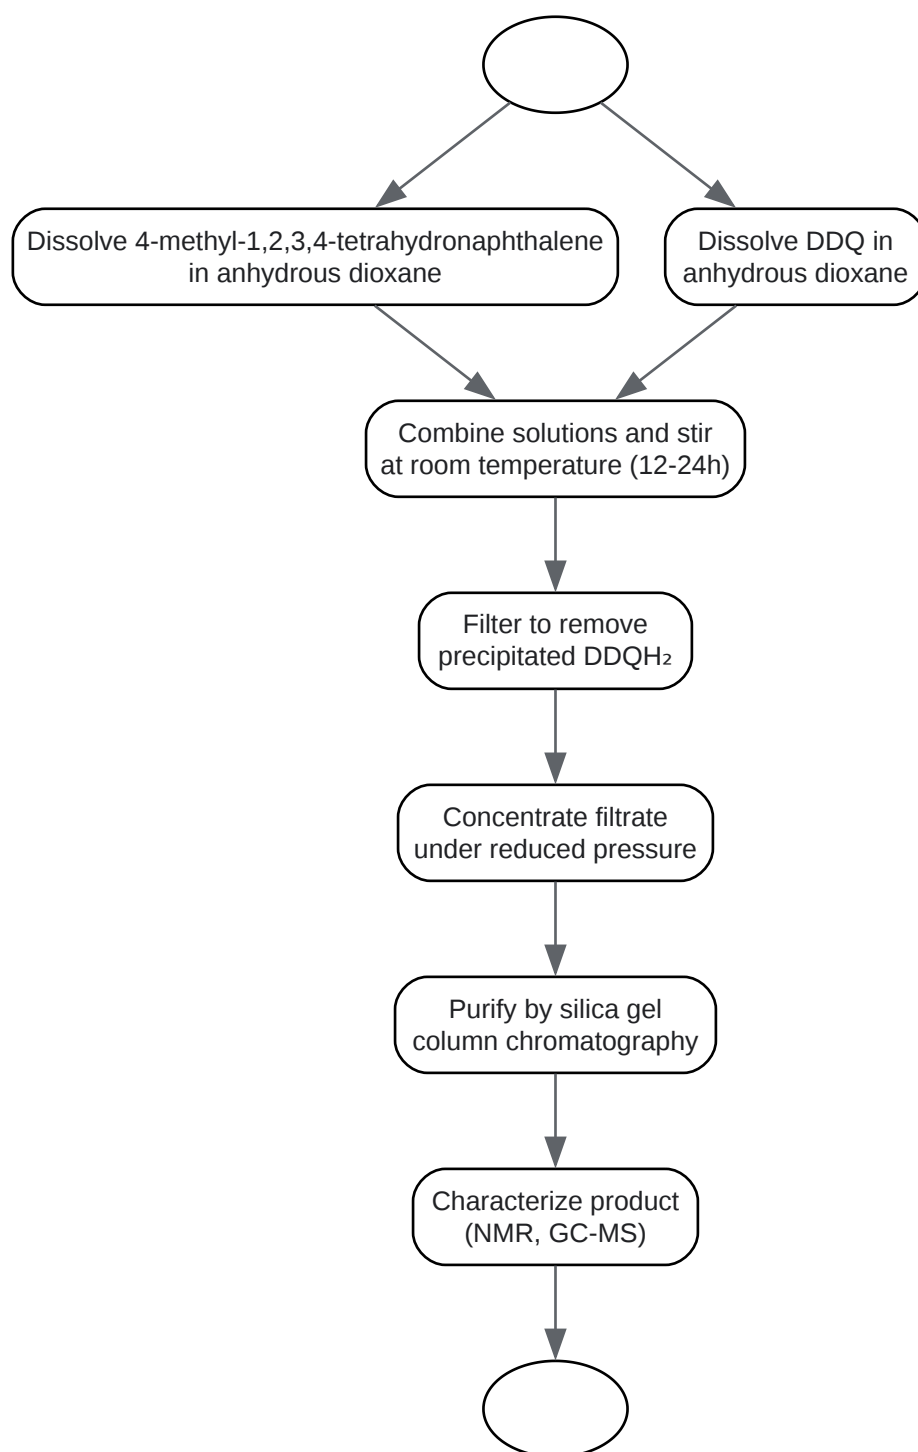 Dissolve 4-methyl-1,2,3,4-tetrahydronaphthalene
in anhydrous dioxane
Dissolve DDQ in
anhydrous dioxane
Combine solutions and stir
at room temperature (12-24h)
Filter to remove
precipitated DDQH₂
Concentrate filtrate
under reduced pressure
Purify by silica gel
column chromatography
Characterize product
(NMR, GC-MS)